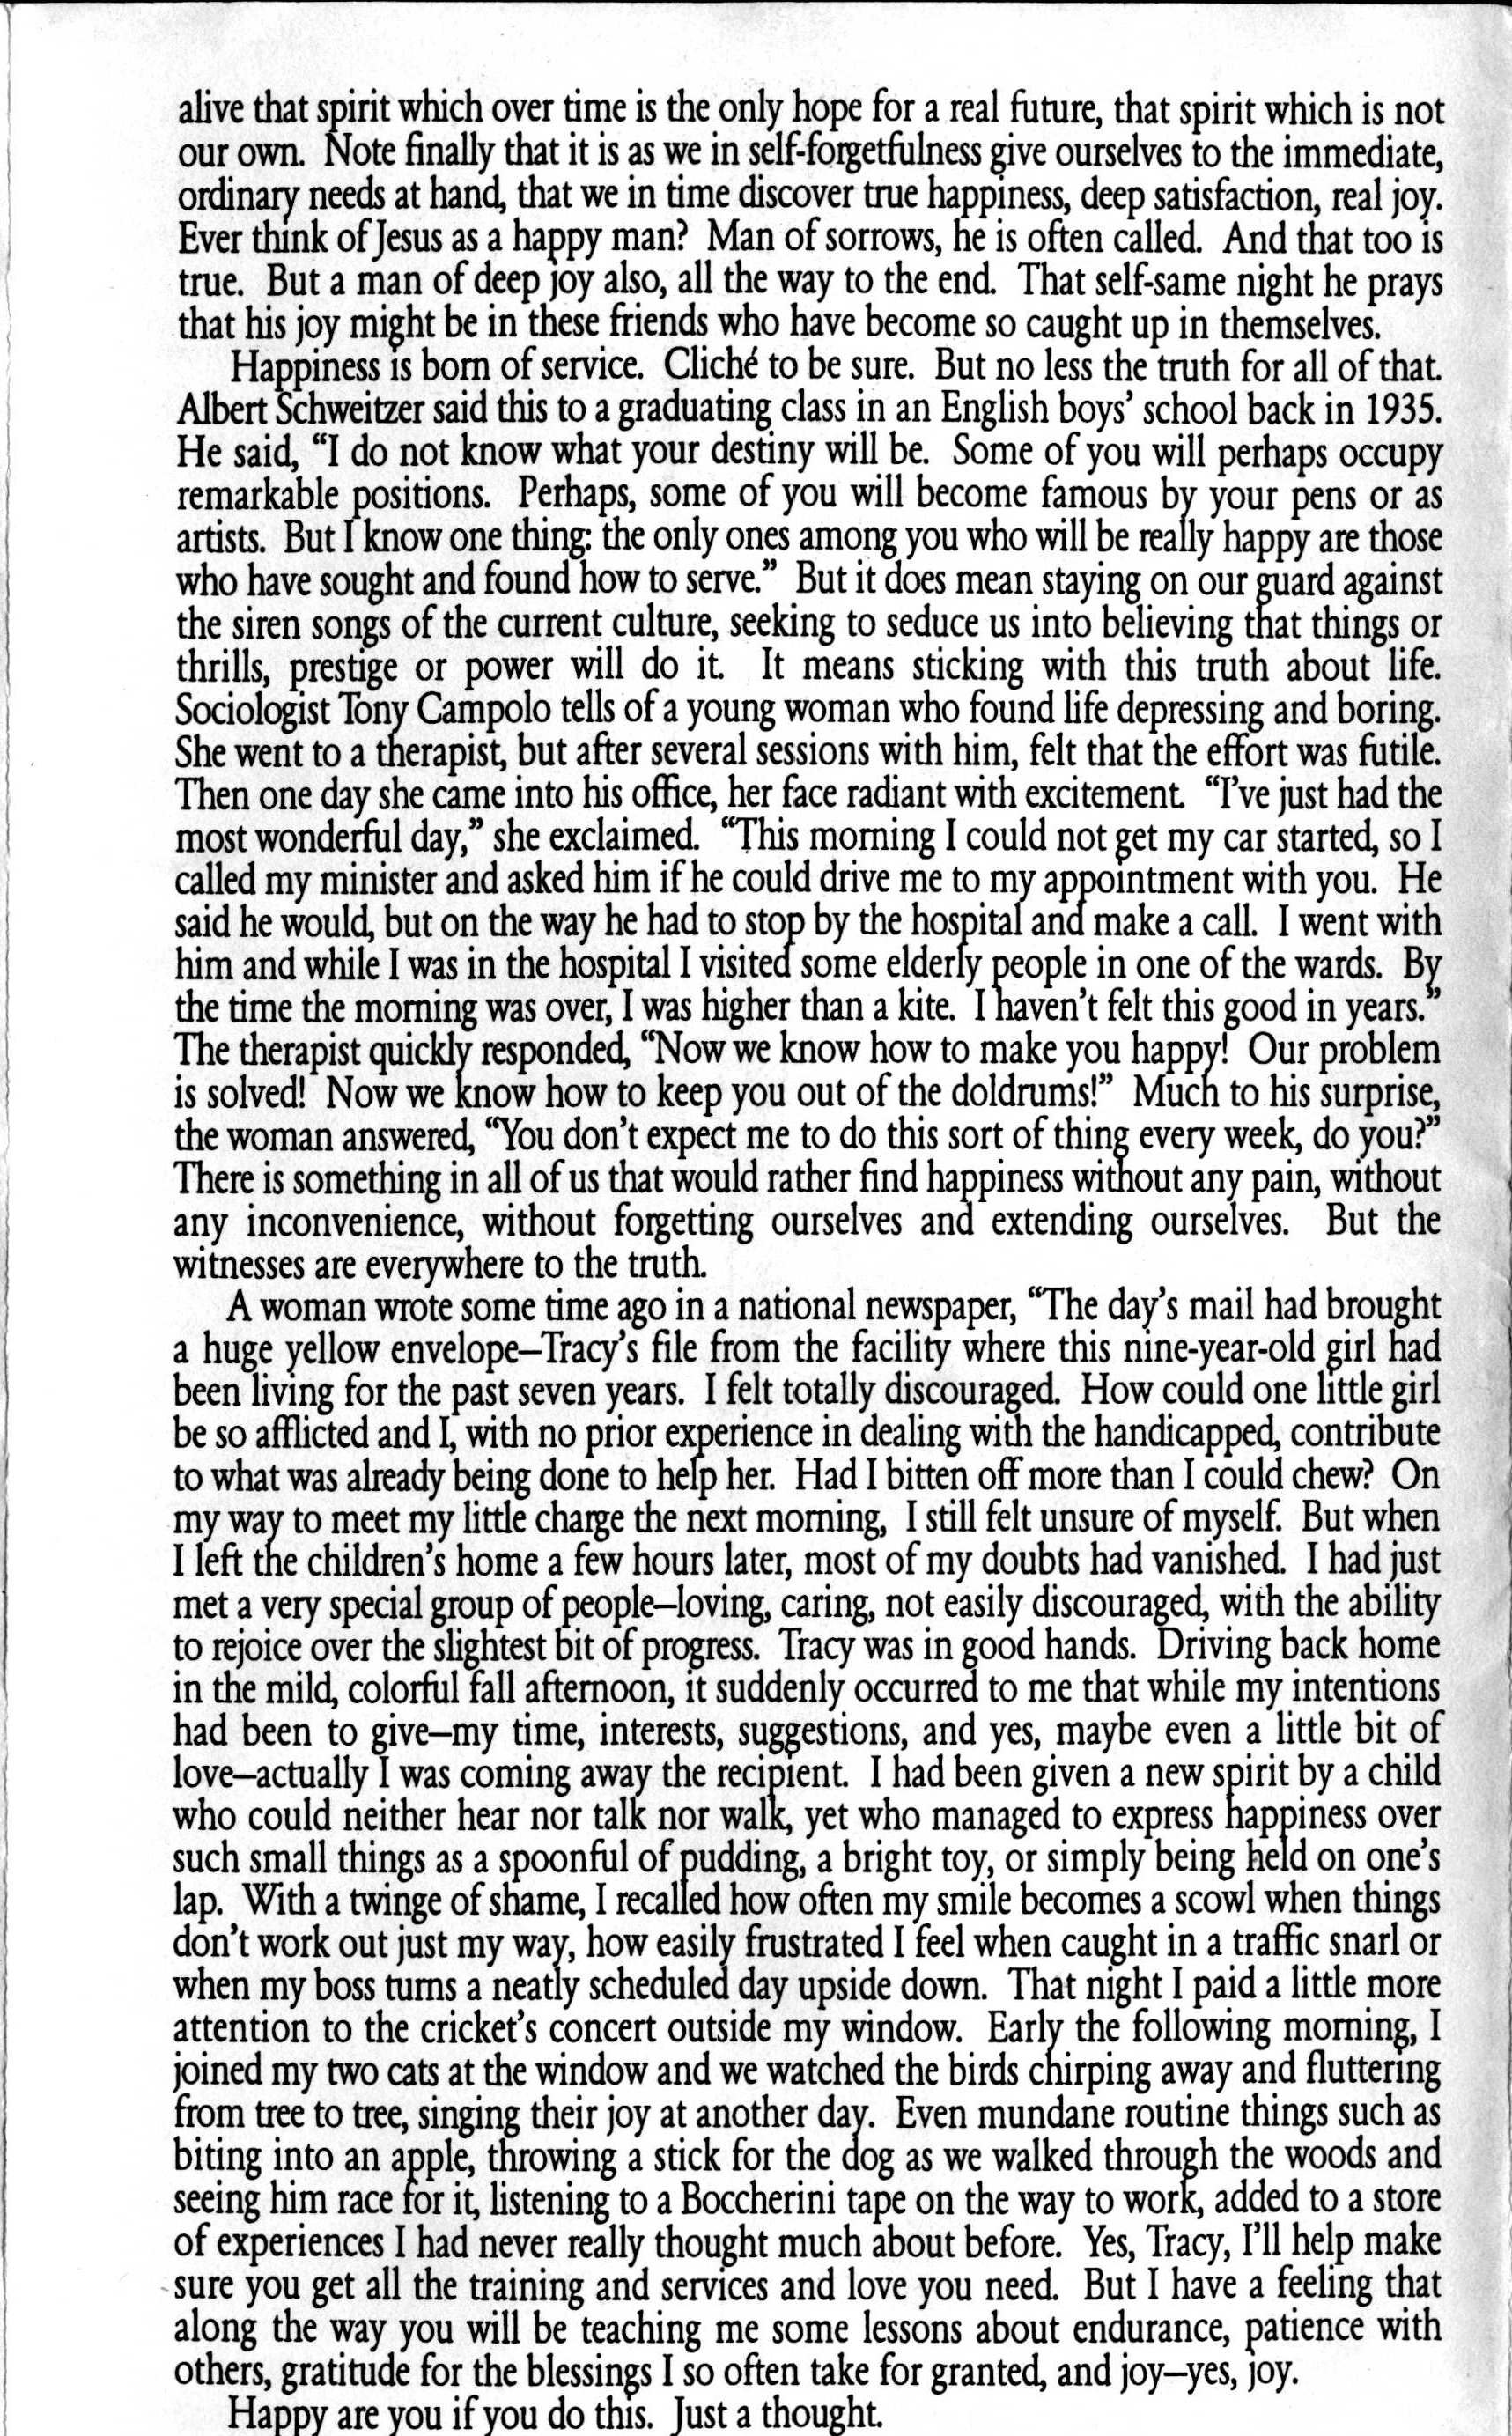 alive that spirit which over time is the only hope for a real future, that spirit which is not
our own. Note finally that it is as we in self-forgetfulness give ourselves to the immediate,
ordinary needs at hand, that we in time discover true happiness, deep satisfaction, real joy.
Ever think of Jesus as a happy man? Man of sorrows, he is often called. And that too is
true. But a man of deep joy also, all the way to the end. That self-same night he prays
that his joy might be in these friends who have become so caught up in themselves.
Happiness is born of service. Cliché to be sure. But no less the truth for all of that.
Albert Schweitzer said this to a graduating class in an English boys’ school back in 1935.
He said, “I do not know what your destiny will be. Some of you will perhaps occupy
remarkable positions. Perhaps, some of you will become famous by your pens or as
artists. But I know one thing: the only ones among you who will be really happy are those
who have sought and found how to serve.” But it does mean staying on our guard against
the siren songs of the current culture, seeking to seduce us into believing that things or
thrills, prestige or power will do it. It means sticking with this truth about life.
Sociologist Tony Campolo tells of a young woman who found life depressing and boring.
She went to a therapist, but after several sessions with him, felt that the effort was futile.
Then one day she came into his office, her face radiant with excitement. “I’ve just had the
most wonderful day,” she exclaimed. “This morning I could not get my car started, so I
called my minister and asked him if he could drive me to my appointment with you. He
said he would, but on the way he had to stop by the hospital and make a call. I went with
him and while I was in the hospital I visited some elderly people in one of the wards. By
the time the morning was over, I was higher than a kite. I haven’t felt this good in years.”
The therapist quickly responded, “Now we know how to make you happy! Our problem
is solved! Now we know how to keep you out of the doldrums!” Much to his surprise,
the woman answered, “You don’t expect me to do this sort of thing every week, do you?”
There is something in all of us that would rather find happiness without any pain, without
any inconvenience, without forgetting ourselves and extending ourselves. But the
witnesses are everywhere to the truth.
A woman wrote some time ago in a national newspaper, “The day’s mail had brought
a huge yellow envelope–Tracy’s file from the facility where this nine-year-old girl had
been living for the past seven years. I felt totally discouraged. How could one little girl
be so afflicted and I, with no prior experience in dealing with the handicapped, contribute
to what was already being done to help her. Had I bitten off more than I could chew? On
my way to meet my little charge the next morning, I still felt unsure of myself. But when
I left the children’s home a few hours later, most of my doubts had vanished. I had just
met a very special group of people–loving, caring, not easily discouraged, with the ability
to rejoice over the slightest bit of progress. Tracy was in good hands. Driving back home
in the mild, colorful fall afternoon, it suddenly occurred to me that while my intentions
had been to give–my time, interests, suggestions, and yes, maybe even a little bit of
love–actually I was coming away the recipient. I had been given a new spirit by a child
who could neither hear nor talk nor walk, yet who managed to express happiness over
such small things as a spoonful of pudding, a bright toy, or simply being held on one’s
lap. With a twinge of shame, I recalled how often my smile becomes a scowl when things
don’t work out just my way, how easily frustrated I feel when caught in a traffic snarl or
when my boss turns a neatly scheduled day upside down. That night I paid a little more
attention to the cricket’s concert outside my window. Early the following morning, I
joined my two cats at the window and we watched the birds chirping away and fluttering
from tree to tree, singing their joy at another day. Even mundane routine things such as
biting into an apple, throwing a stick for the dog as we walked through the woods and
seeing him race for it, listening to a Boccherini tape on the way to work, added to a store
of experiences I had never really thought much about before. Yes, Tracy, I’ll help make
sure you get all the training and services and love you need. But I have a feeling that
along the way you will be teaching me some lessons about endurance, patience with
others, gratitude for the blessings I so often take for granted, and joy–yes, joy.
Happy are you if you do this. Just a thought.